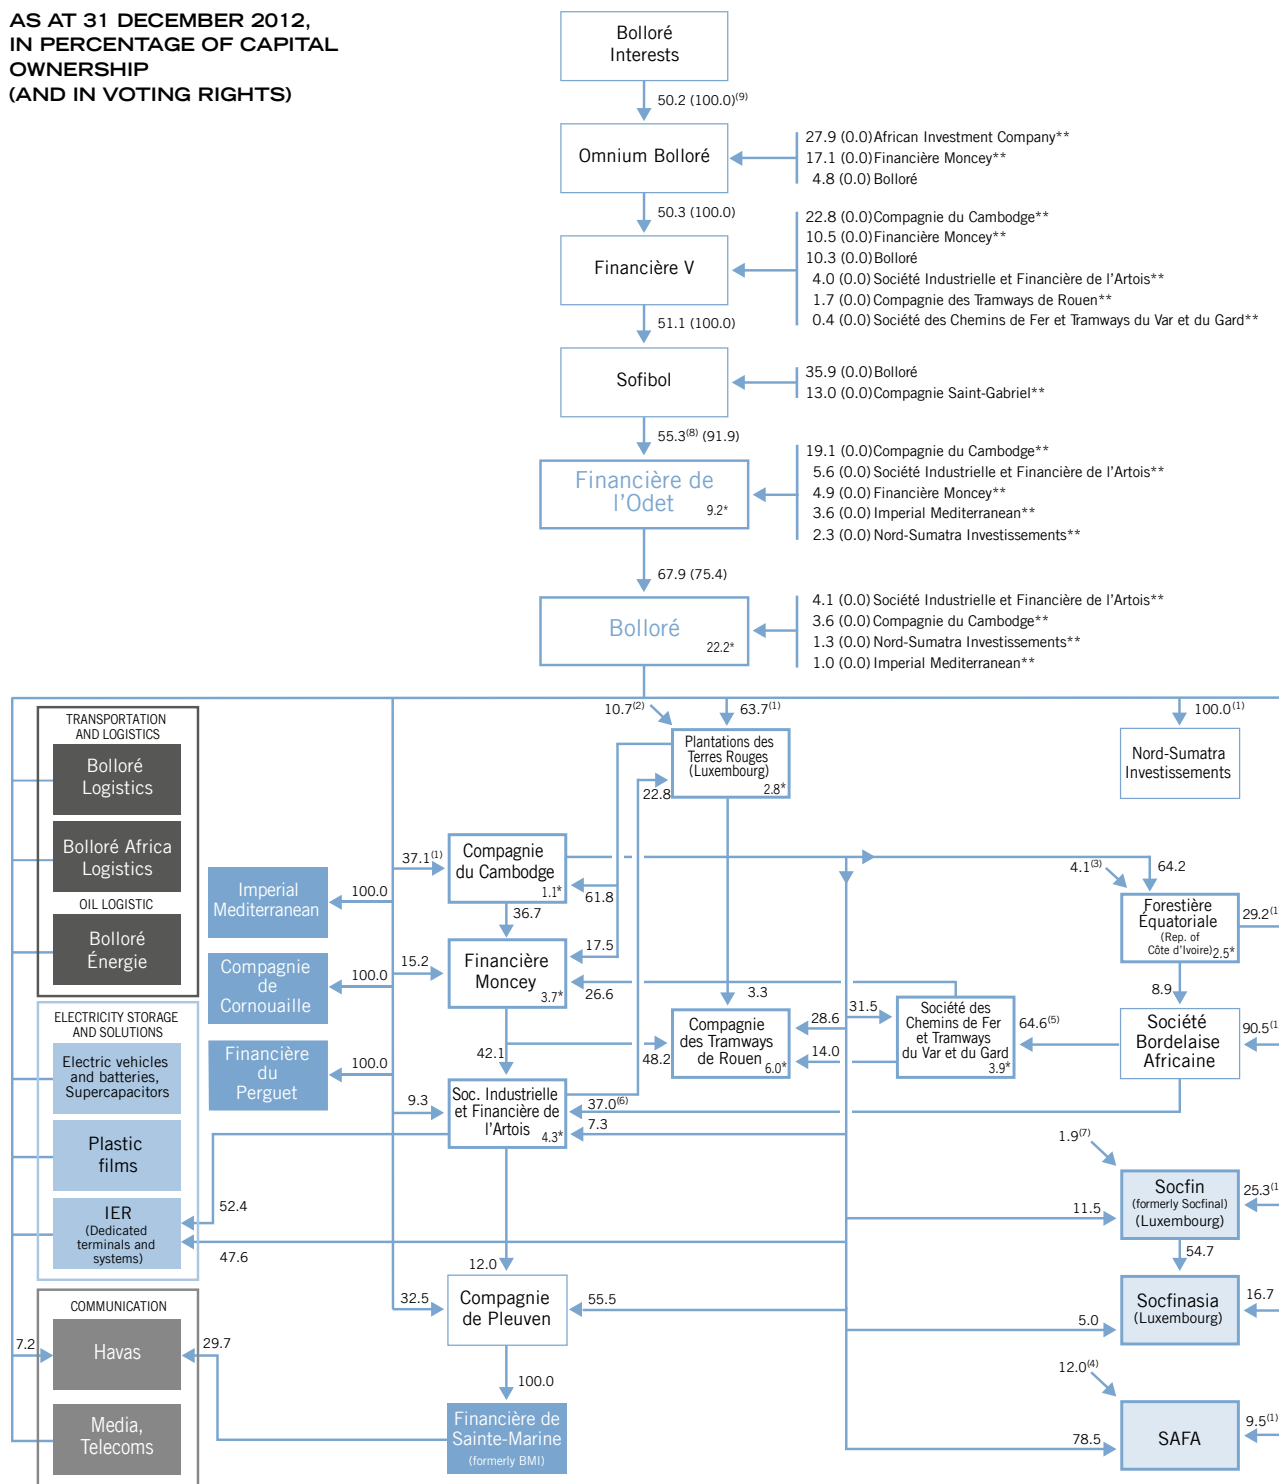 AS AT 31 DECEMBER 2012,
IN PERCENTAGE OF CAPITAL
OWNERSHIP
(AND IN VOTING RIGHTS)
Bolloré
Interests
50.2 (100.0)(9)
Omnium Bolloré
27.9 (0.0) African Investment Company**
17.1 (0.0) Financière Moncey**
4.8 (0.0) Bolloré
50.3 (100.0)
Financière V
22.8 (0.0) Compagnie du Cambodge**
10.5 (0.0) Financière Moncey**
10.3 (0.0) Bolloré
4.0 (0.0) Société Industrielle et Financière de l'Artois**
1.7 (0.0) Compagnie des Tramways de Rouen**
0.4 (0.0) Société des Chemins de Fer et Tramways du Var et du Gard**
51.1 (100.0)
Sofibol
35.9 (0.0) Bolloré
13.0 (0.0) Compagnie Saint-Gabriel**
55.3(8) (91.9)
Financière de
l'Odet
9.2*
19.1 (0.0) Compagnie du Cambodge**
5.6 (0.0) Société Industrielle et Financière de l'Artois**
4.9 (0.0) Financière Moncey**
3.6 (0.0) Imperial Mediterranean**
2.3 (0.0) Nord-Sumatra Investissements**
67.9 (75.4)
Bolloré
22.2*
4.1 (0.0) Société Industrielle et Financière de l'Artois**
3.6 (0.0) Compagnie du Cambodge**
1.3 (0.0) Nord-Sumatra Investissements**
1.0 (0.0) Imperial Mediterranean**
TRANSPORTATION
AND LOGISTICS
Bolloré
Logistics
Bolloré Africa
Logistics
OIL LOGISTIC
Bolloré
Énergie
ELECTRICITY STORAGE
AND SOLUTIONS
Electric vehicles
and batteries,
Supercapacitors
Plastic
films
IER
(Dedicated
terminals and
systems)
52.4
47.6
COMMUNICATION
7.2
Havas
29.7
Media,
Telecoms
Imperial
Mediterranean
100.0
Compagnie
de
Cornouaille
100.0
Financière
du
Perguet
100.0
10.7(2)
63.7(1)
Plantations des
Terres Rouges
(Luxembourg)
2.8*
22.8
100.0(1)
Nord-Sumatra
Investissements
37.1(1)
Compagnie
du Cambodge
1.1*
61.8
36.7
15.2
Financière
Moncey
3.7*
17.5
26.6
3.3
42.1
48.2
Compagnie
des Tramways
de Rouen
6.0*
28.6
14.0
31.5
Société des
Chemins de Fer
et Tramways
du Var et du Gard
3.9*
64.6(5)
4.1(3)
64.2
Forestière
Équatoriale
(Rep. of
Côte d'Ivoire)
2.5*
29.2(1
8.9
Société
Bordelaise
Africaine
90.5(1
9.3
Soc. Industrielle
et Financière de
l'Artois
4.3*
37.0(6)
7.3
12.0
32.5
Compagnie
de Pleuven
55.5
100.0
Financière de
Sainte-Marine
(formerly BMI)
1.9(7)
11.5
Socfin
(formerly Socfinal)
(Luxembourg)
25.3(1
54.7
5.0
Socfinasia
(Luxembourg)
16.7
12.0(4)
78.5
SAFA
9.5(1)